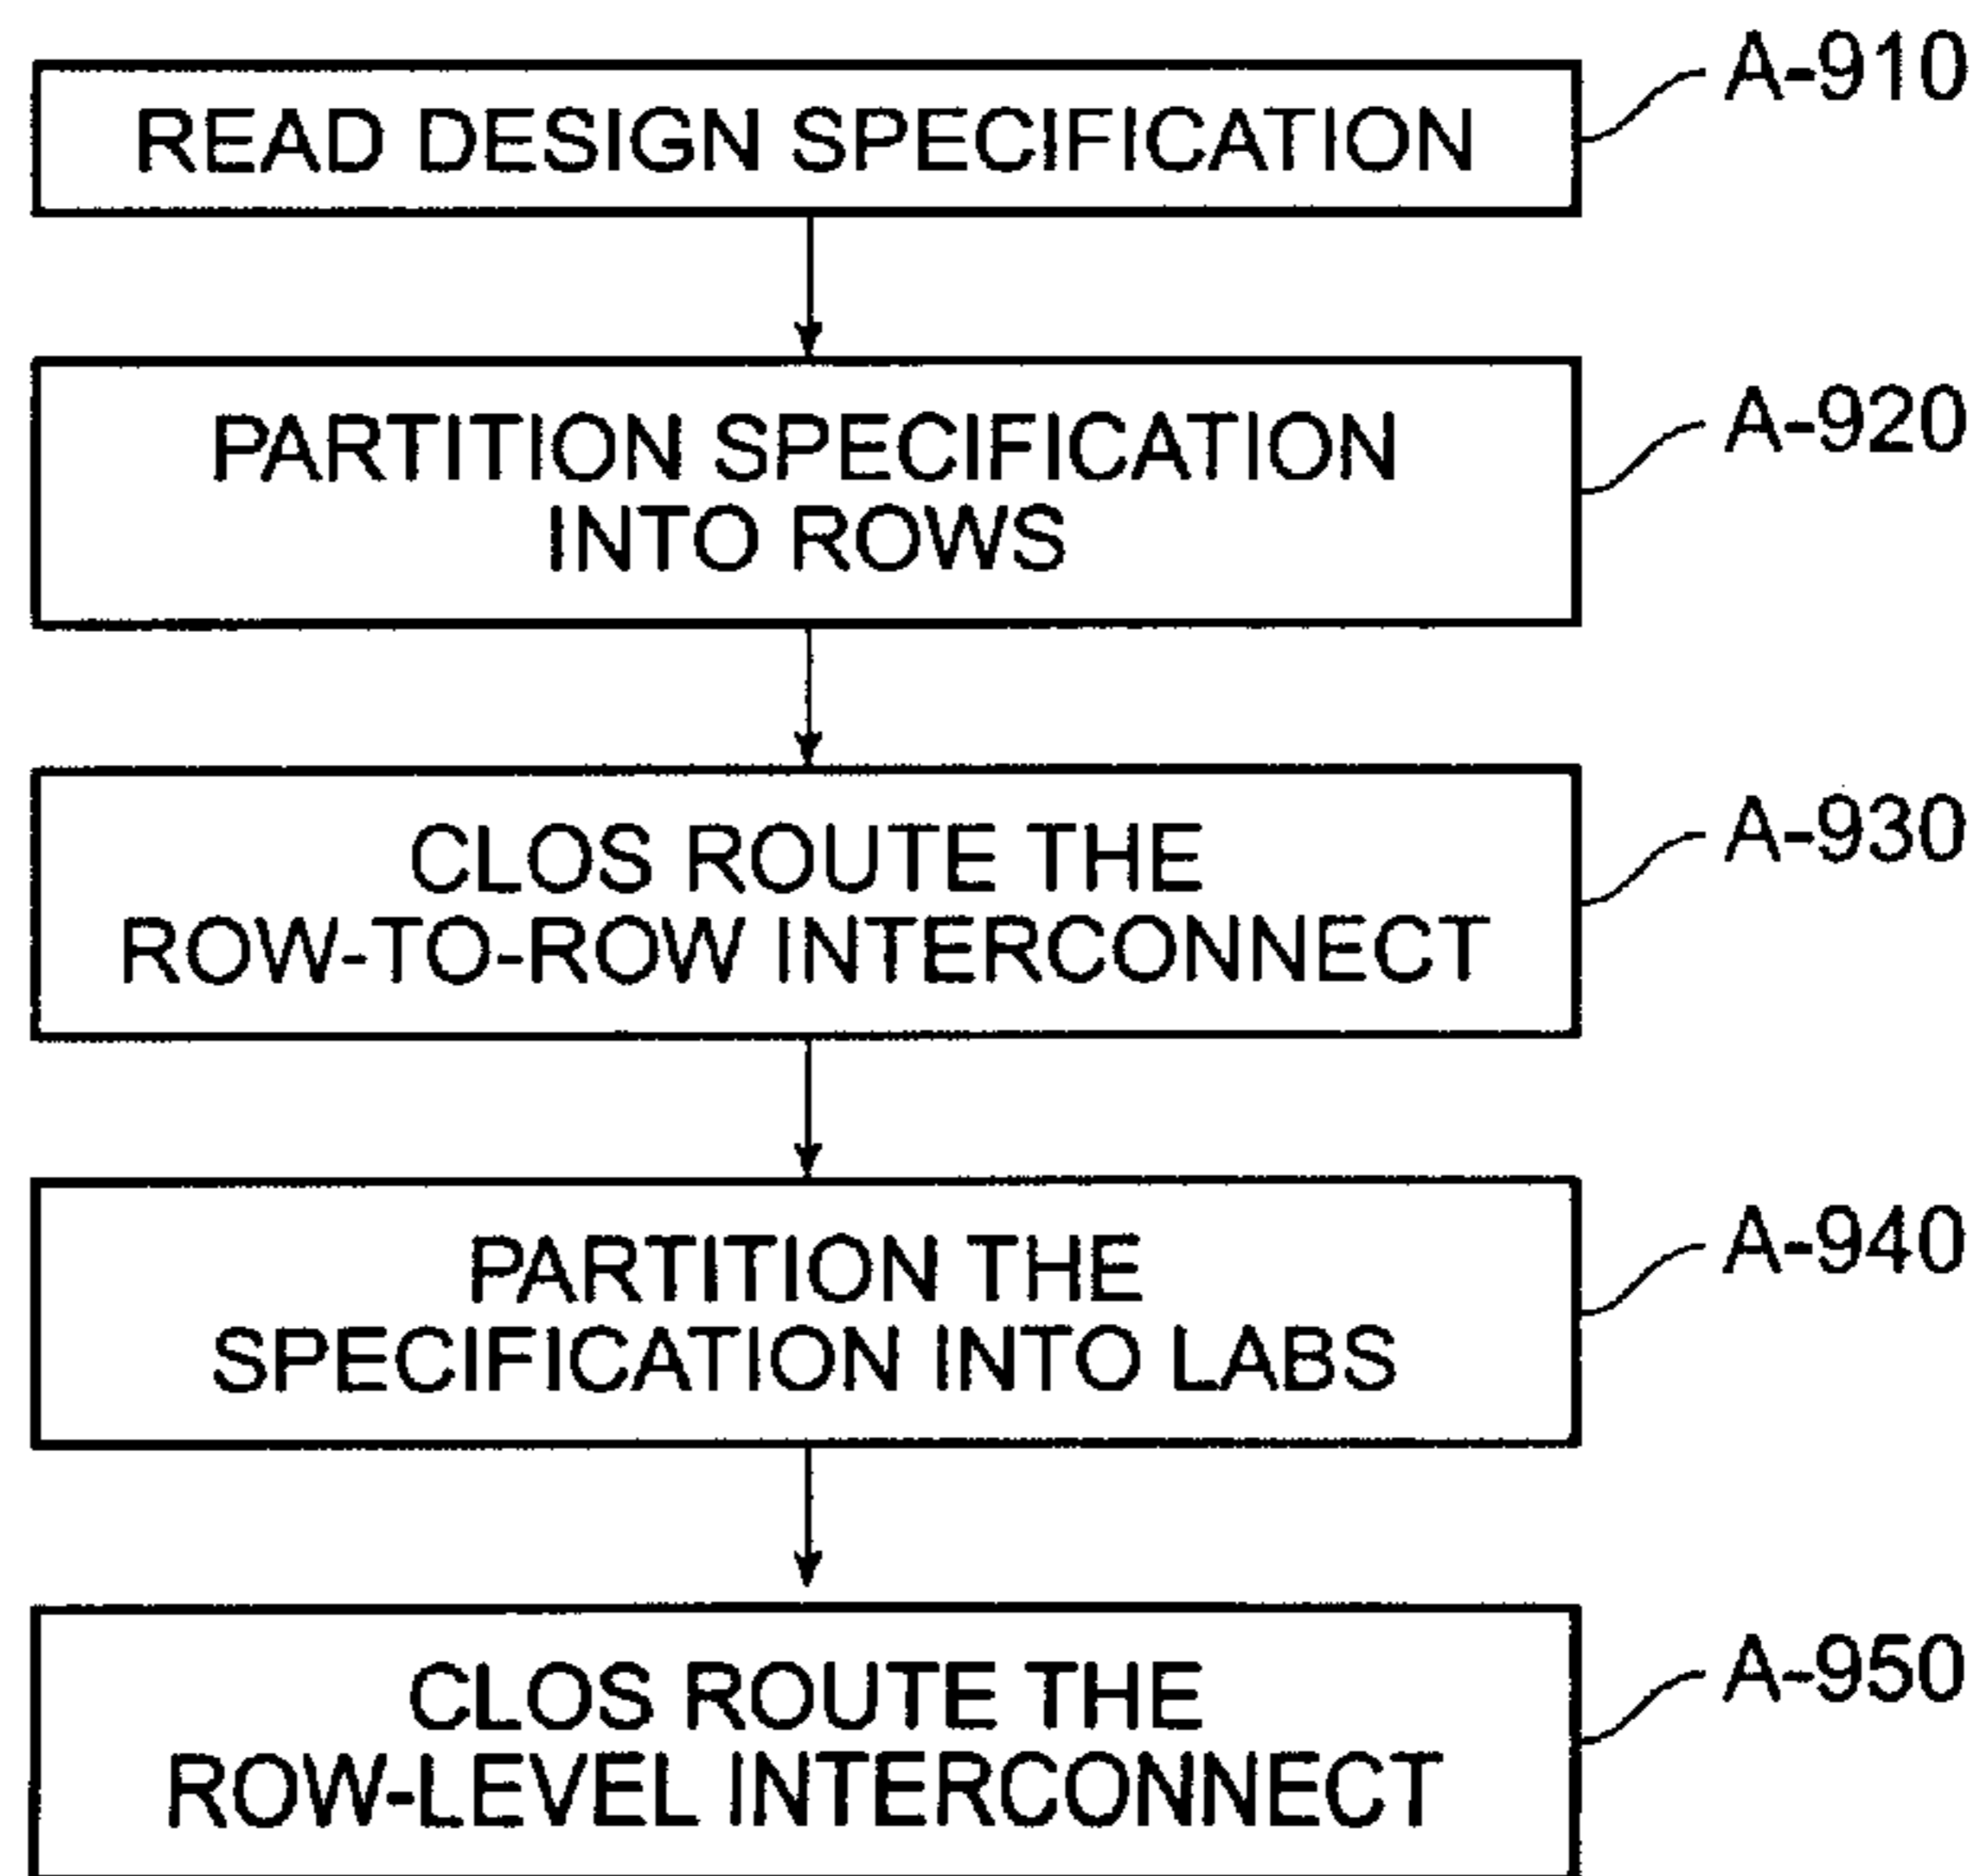 A-910
READ DESIGN SPECIFICATION
A-920
PARTITION SPECIFICATION
INTO ROWS
A-930
CLOS ROUTE THE
ROW-TO-ROW INTERCONNECT
A-940
PARTITION THE
SPECIFICATION INTO LABS
A-950
CLOS ROUTE THE
ROW-LEVEL INTERCONNECT